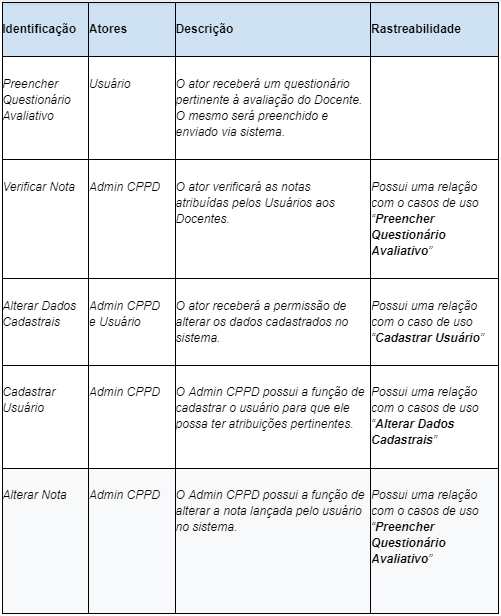 Identificação Atores Descrição Rastreabilidade
Preencher
Questionário
Avaliativo
Usuário
O ator receberá um questionário
pertinente à avaliação do Docente.
O mesmo será preenchido e
enviado via sistema.
Verificar Nota
Admin CPPD
O ator verificará as notas
atribuídas pelos Usuários aos
Docentes.
Possui uma relação
com o casos de uso
“Preencher
Questionário
Avaliativo”
Alterar Dados
Cadastrais
Admin CPPD
e Usuário
O ator receberá a permissão de
alterar os dados cadastrados no
sistema.
Possui uma relação
com o caso de uso
“Cadastrar Usuário”
Cadastrar
Usuário
Admin CPPD
O Admin CPPD possui a função de
cadastrar o usuário para que ele
possa ter atribuições pertinentes.
Possui uma relação
com o casos de uso
“Alterar Dados
Cadastrais”
Alterar Nota
Admin CPPD
O Admin CPPD possui a função de
alterar a nota lançada pelo usuário
no sistema.
Possui uma relação
com o casos de uso
“Preencher
Questionário
Avaliativo”